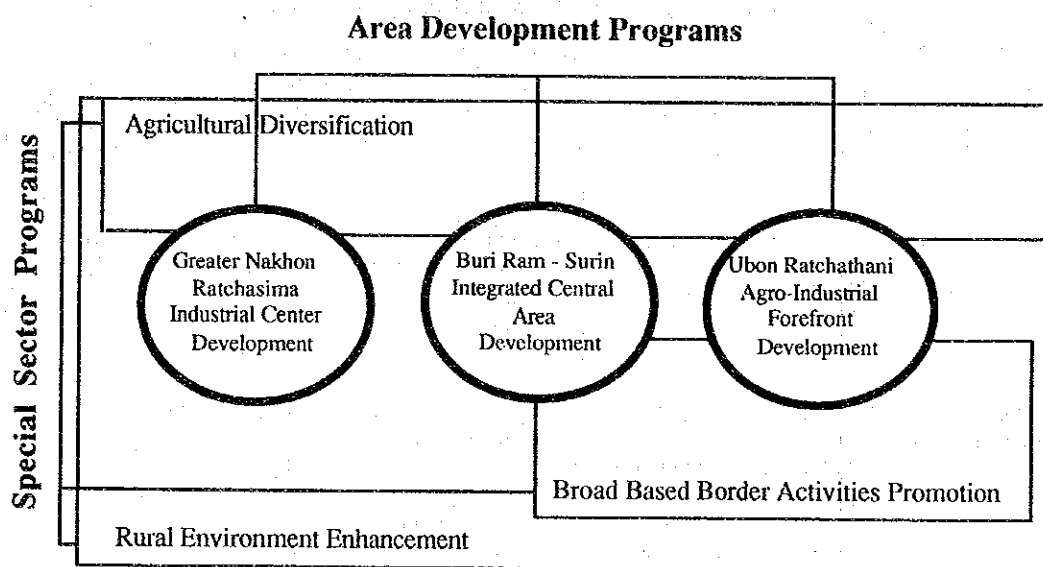 Area Development Programs
Special Sector Programs
Agricultural Diversification
Greater Nakhon
Ratchasima
Industrial Center
Development
Buri Ram - Surin
Integrated Central
Area
Development
Ubon Ratchathani
Agro-Industrial
Forefront
Development
Broad Based Border Activities Promotion
Rural Environment Enhancement